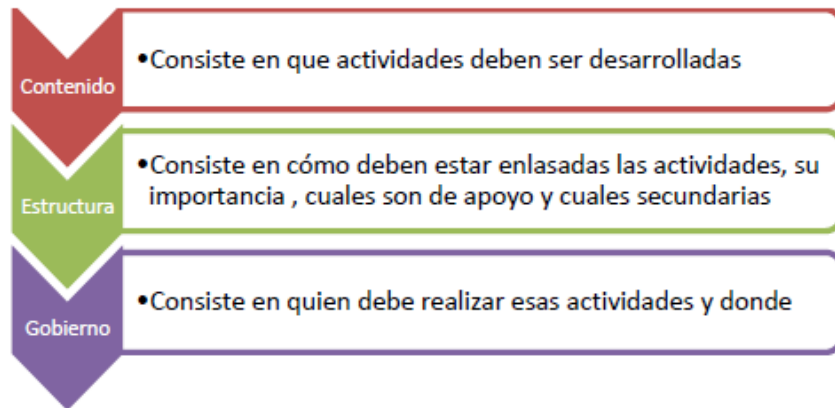 Contenido
•Consiste en que actividades deben ser desarrolladas
Estructura
•Consiste en cómo deben estar enlasadas las actividades, su
importancia , cuales son de apoyo y cuales secundarias
Gobierno
•Consiste en quien debe realizar esas actividades y donde